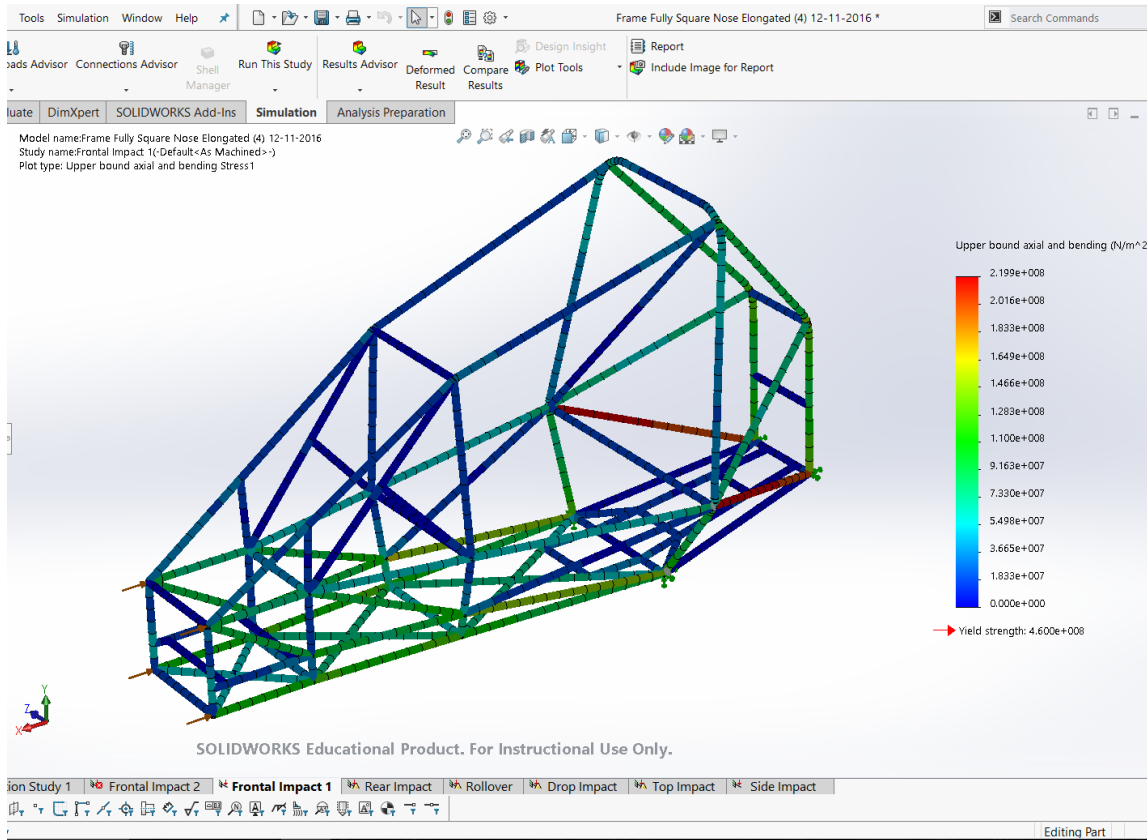 Tools Simulation Window Help
Frame Fully Square Nose Elongated (4) 12-11-2016 *
Search Commands
oads Advisor
Connections Advisor
Shell
Manager
Run This Study
Results Advisor
Deformed
Result
Compare
Results
Design Insight
Plot Tools
Report
Include Image for Report
luate DimXpert SOLIDWORKS Add-Ins Simulation Analysis Preparation
Model name:Frame Fully Square Nose Elongated (4) 12-11-2016
Study name:Frontal Impact 1(-Default<As Machined>-)
Plot type: Upper bound axial and bending Stress1
Upper bound axial and bending (N/m^2
2.199e+008
2.016e+008
1.833e+008
1.649e+008
1.466e+008
1.283e+008
1.100e+008
9.163e+007
7.330e+007
5.498e+007
3.665e+007
1.833e+007
0.000e+000
Yield strength: 4.600e+008
Y
Z
X
SOLIDWORKS Educational Product. For Instructional Use Only.
ion Study 1 Frontal Impact 2 Frontal Impact 1 Rear Impact Rollover Drop Impact Top Impact Side Impact
Editing Part